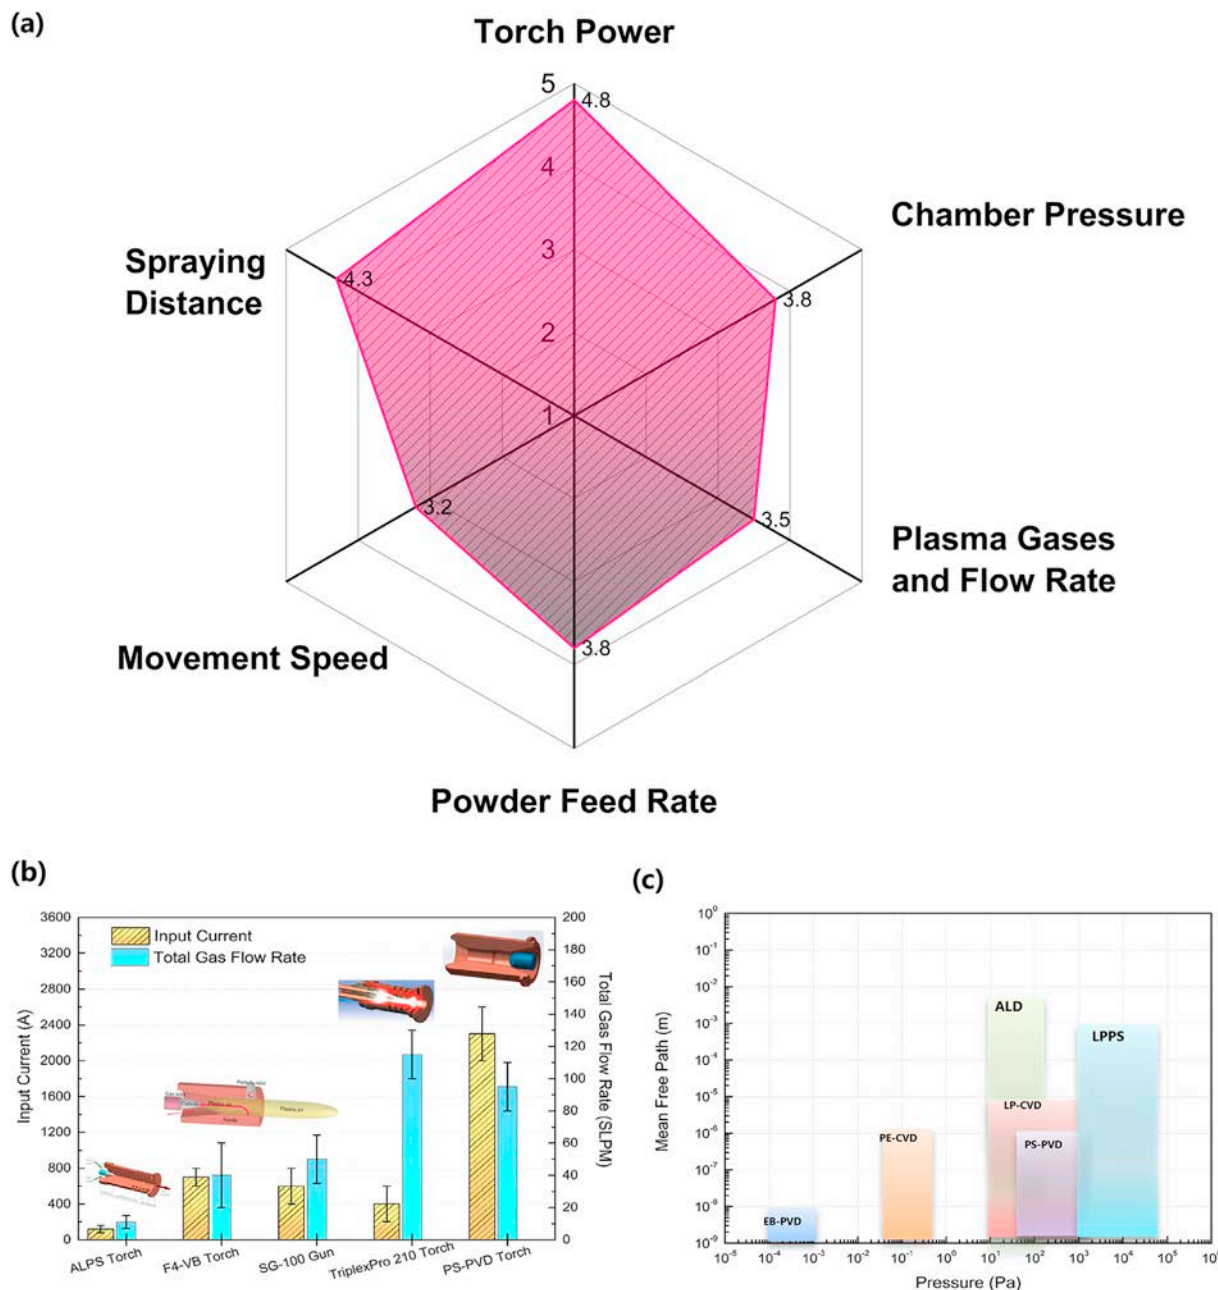 (a)
Torch Power
5
4.8
4
Chamber Pressure
Spraying
Distance
3
4.3
3.8
2
1
3.2
3.5
Plasma Gases
and Flow Rate
Movement Speed
3.8
Powder Feed Rate
(b)
3600
3200
2800
2400
2000
1600
1200
800
400
0
Input Current (A)
Input Current
Total Gas Flow Rate
200
180
160
140
120
100
80
60
40
20
0
Total Gas Flow Rate (SLPM)
Plasma jet
ALPS Torch
F4-VB Torch
SG-100 Gun
TriplexPro 210 Torch
PS-PVD Torch
(c)
Mean Free Path (m)
10⁰
10⁻¹
10⁻²
10⁻³
10⁻⁴
10⁻⁵
10⁻⁶
10⁻⁷
10⁻⁸
10⁻⁹
ALD
LPPS
LP-CVD
PE-CVD
PS-PVD
EB-PVD
10⁻⁵
10⁻⁴
10⁻³
10⁻²
10⁻¹
10⁰
10¹
10²
10³
10⁴
10⁵
10⁶
Pressure (Pa)